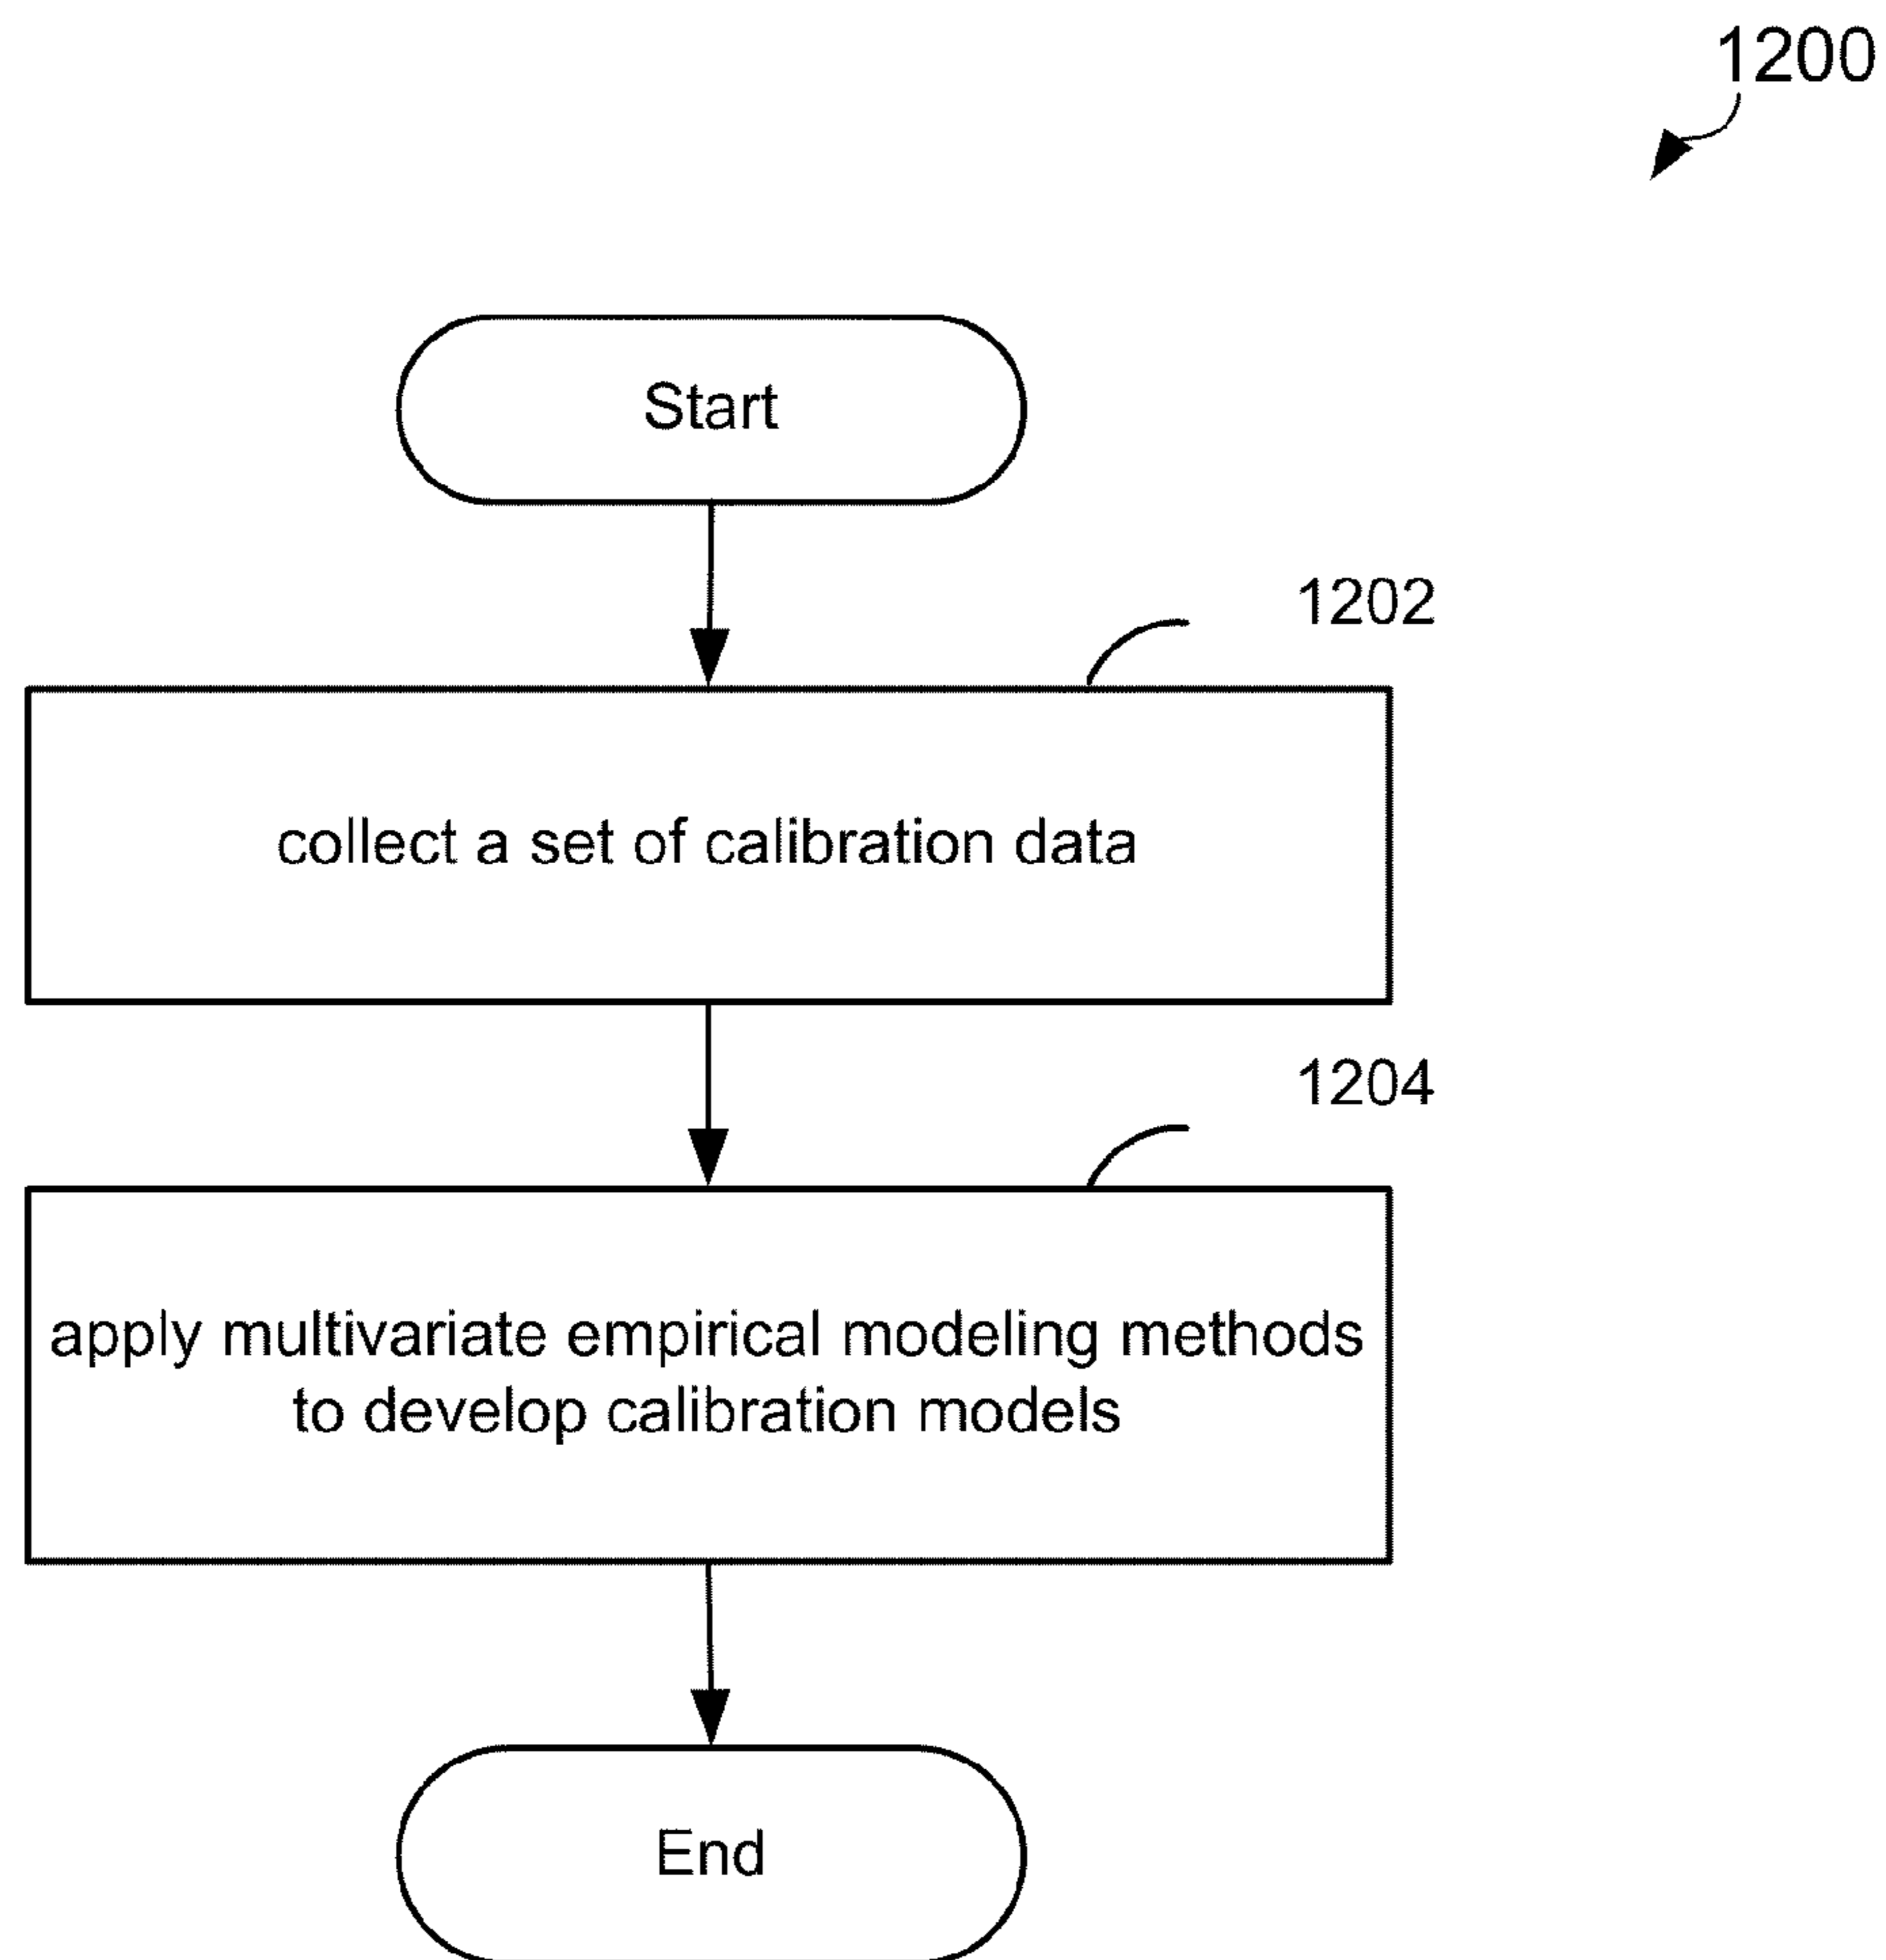 1200
Start
1202
collect a set of calibration data
1204
apply multivariate empirical modeling methods
to develop calibration models
End